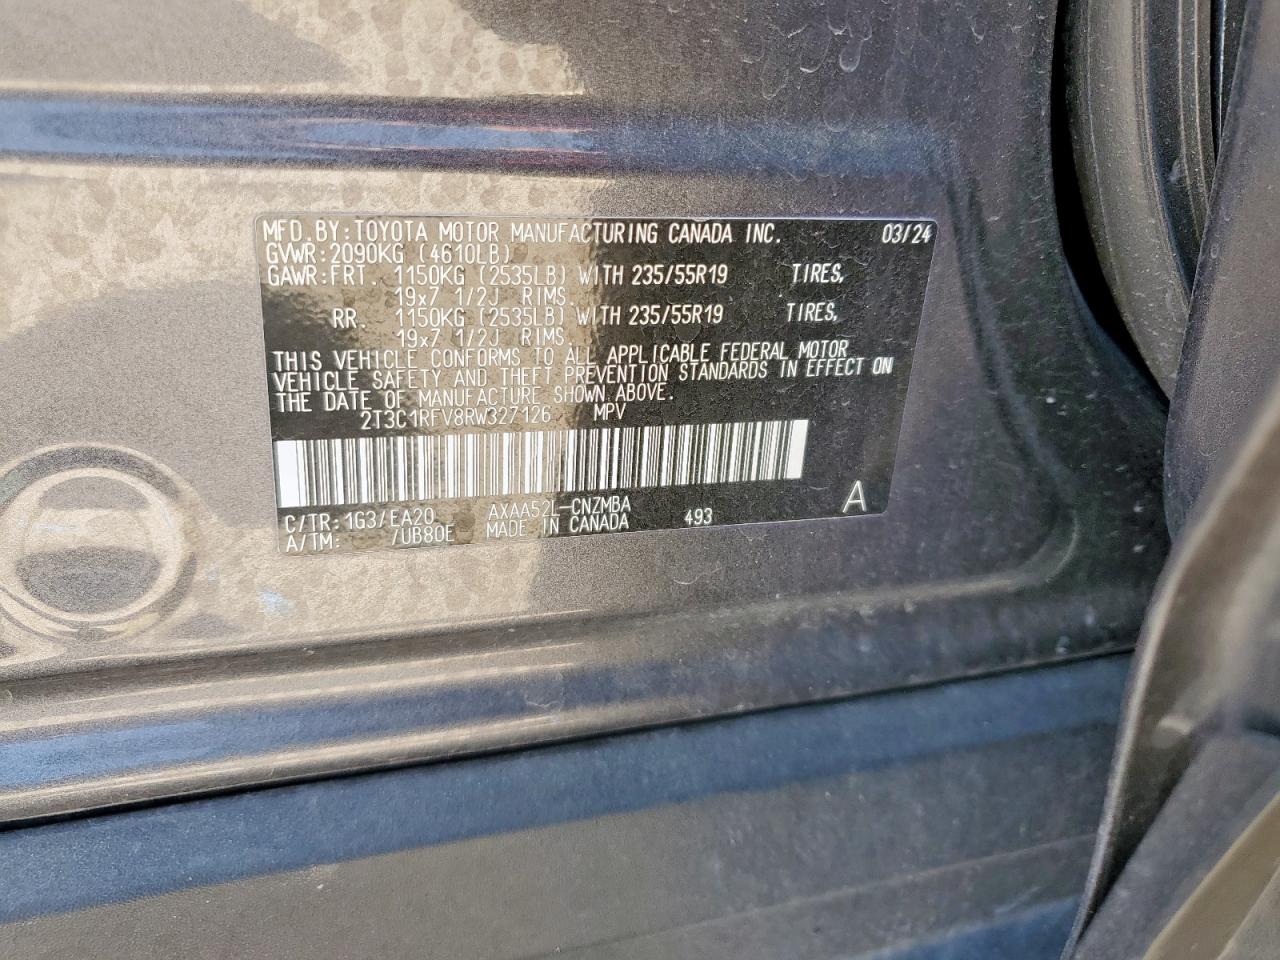 MFD.BY:TOYOTA MOTOR MANUFACTURING CANADA INC. 03/24
GVWR:2090KG (4610LB)
GAWR:FRT. 1150KG (2535LB) WITH 235/55R19 TIRES,
19x7 1/2J RIMS.
RR. 1150KG (2535LB) WITH 235/55R19 TIRES,
19x7 1/2J RIMS.
THIS VEHICLE CONFORMS TO ALL APPLICABLE FEDERAL MOTOR
VEHICLE SAFETY AND THEFT PREVENTION STANDARDS IN EFFECT ON
THE DATE OF MANUFACTURE SHOWN ABOVE.
2T3C1RFV8RW327126 MPV
C/TR:1G3/EA20 AXAA52L-CNZMBA
A/TM: /UB80E MADE IN CANADA 493 A